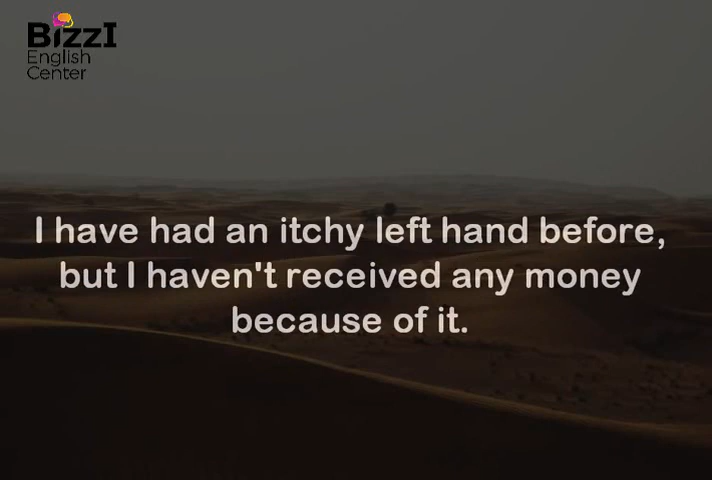 BizzI
English
Center
I have had an itchy left hand before,
but I haven't received any money
because of it.